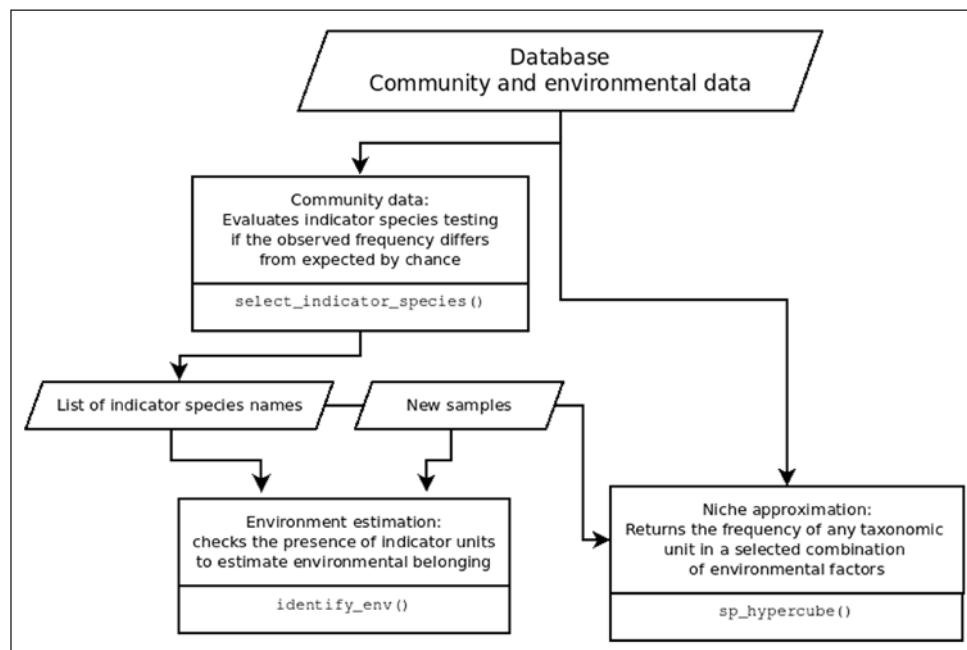 Database
Community and environmental data
Community data:
Evaluates indicator species testing
if the observed frequency differs
from expected by chance
select_indicator_species()
List of indicator species names
New samples
Environment estimation:
checks the presence of indicator units
to estimate environmental belonging
identify_env()
Niche approximation:
Returns the frequency of any taxonomic
unit in a selected combination
of environmental factors
sp_hypercube()